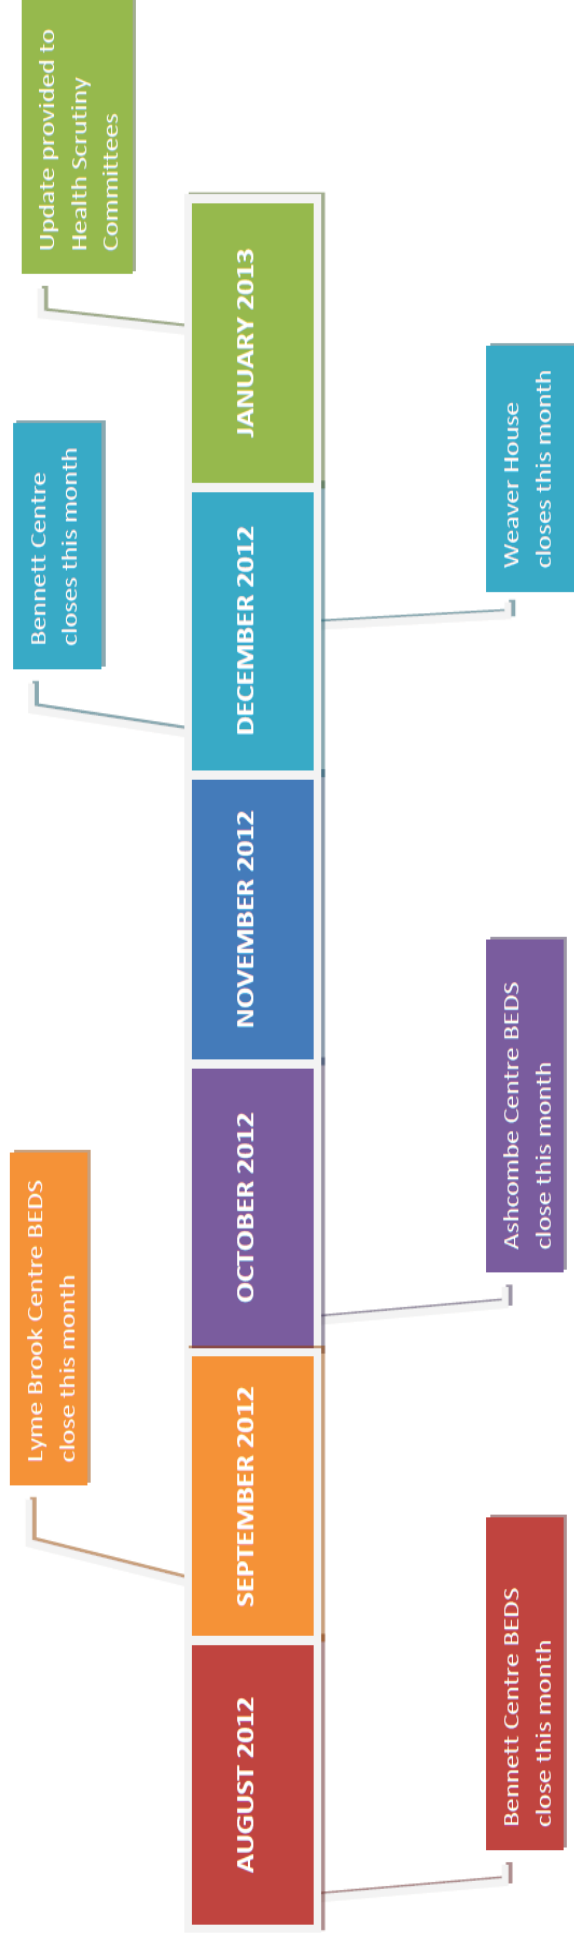 Update provided to
Health Scrutiny
Committees
Bennett Centre
closes this month
Lyme Brook Centre BEDS
close this month
JANUARY 2013
DECEMBER 2012
NOVEMBER 2012
OCTOBER 2012
SEPTEMBER 2012
AUGUST 2012
Weaver House
closes this month
Ashcombe Centre BEDS
close this month
Bennett Centre BEDS
close this month